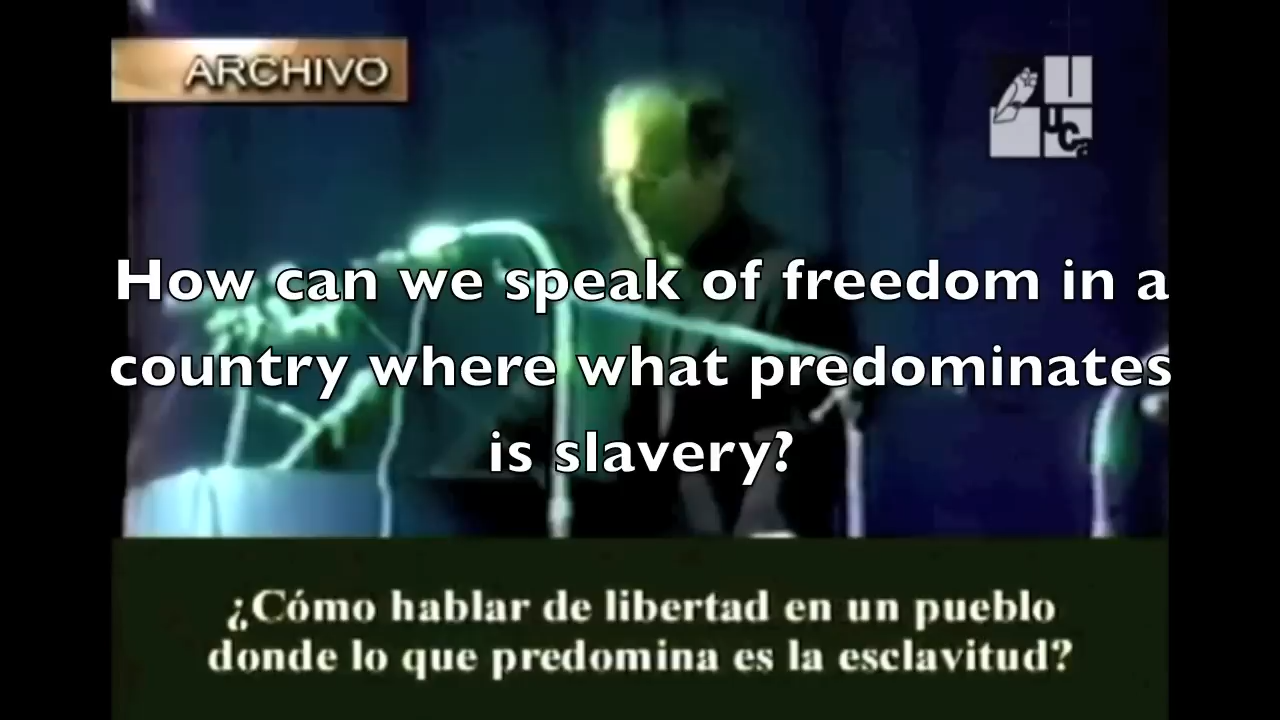 ARCHIVO
U
uca
How can we speak of freedom in a
country where what predominates
is slavery?
¿Cómo hablar de libertad en un pueblo
donde lo que predomina es la esclavitud?